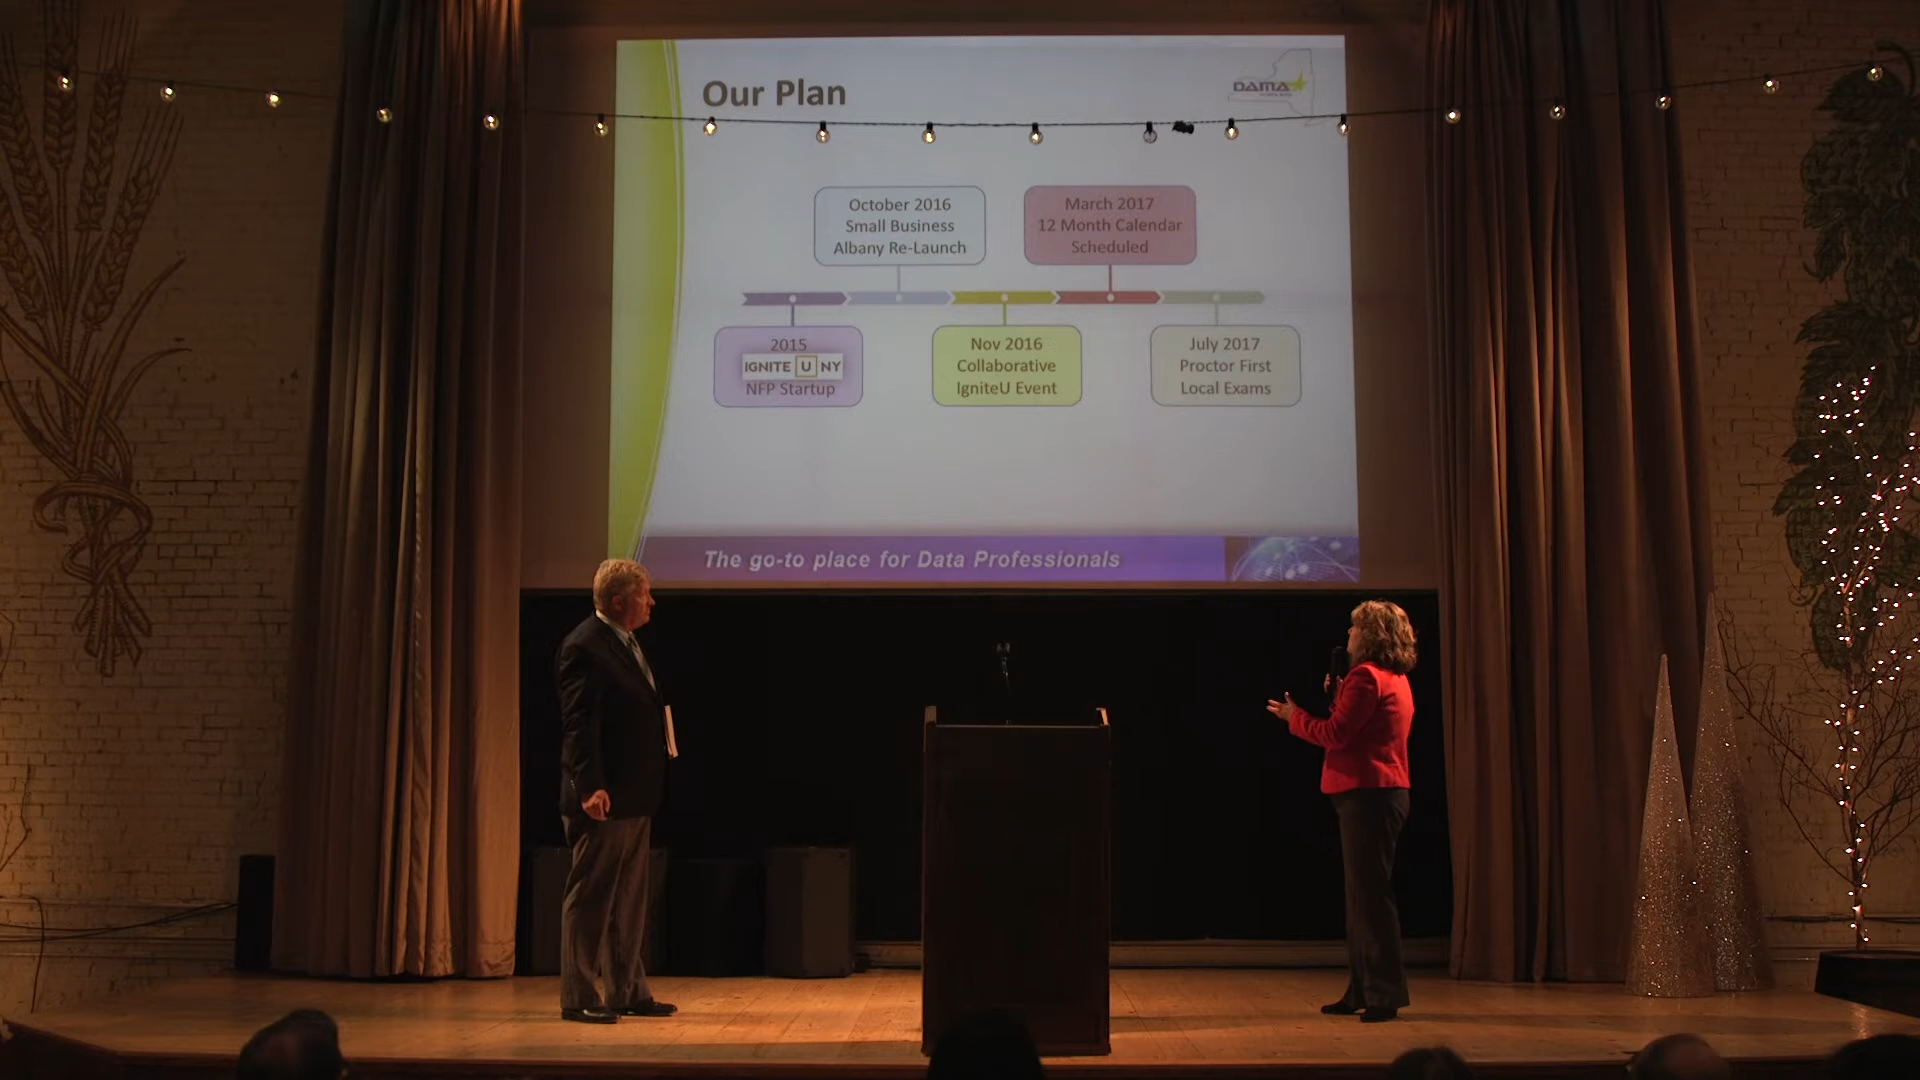 Our Plan
DAMA
October 2016
Small Business
Albany Re-Launch
March 2017
12 Month Calendar
Scheduled
2015
IGNITE U NY
NFP Startup
Nov 2016
Collaborative
IgniteU Event
July 2017
Proctor First
Local Exams
The go-to place for Data Professionals